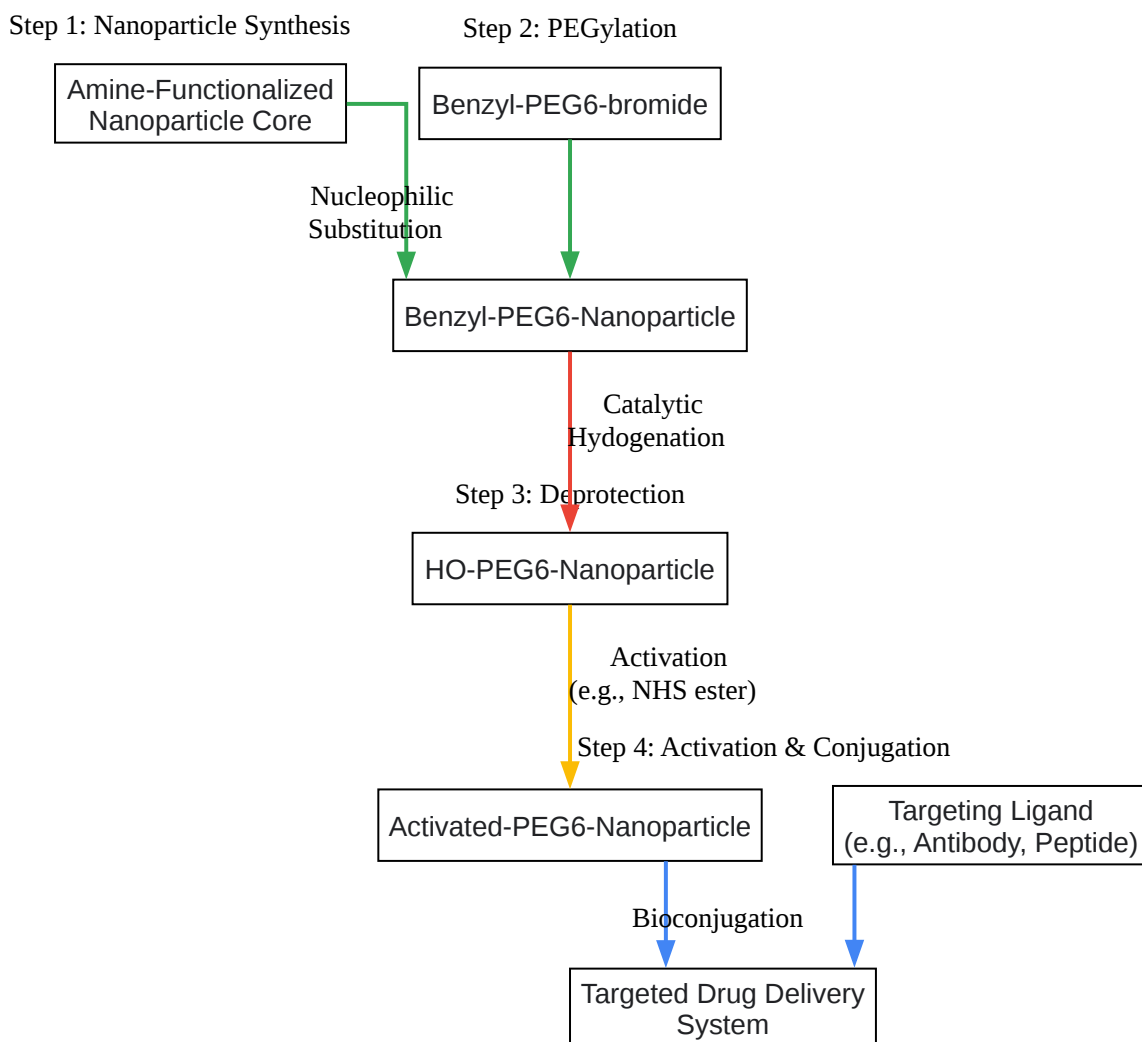 Step 1: Nanoparticle Synthesis
Step 2: PEGylation
Amine-Functionalized
Nanoparticle Core
Benzyl-PEG6-bromide
Nucleophilic
Substitution
Benzyl-PEG6-Nanoparticle
Catalytic
Hydogenation
Step 3: Deprotection
HO-PEG6-Nanoparticle
Activation
(e.g., NHS ester)
Step 4: Activation & Conjugation
Activated-PEG6-Nanoparticle
Targeting Ligand
(e.g., Antibody, Peptide)
Bioconjugation
Targeted Drug Delivery
System